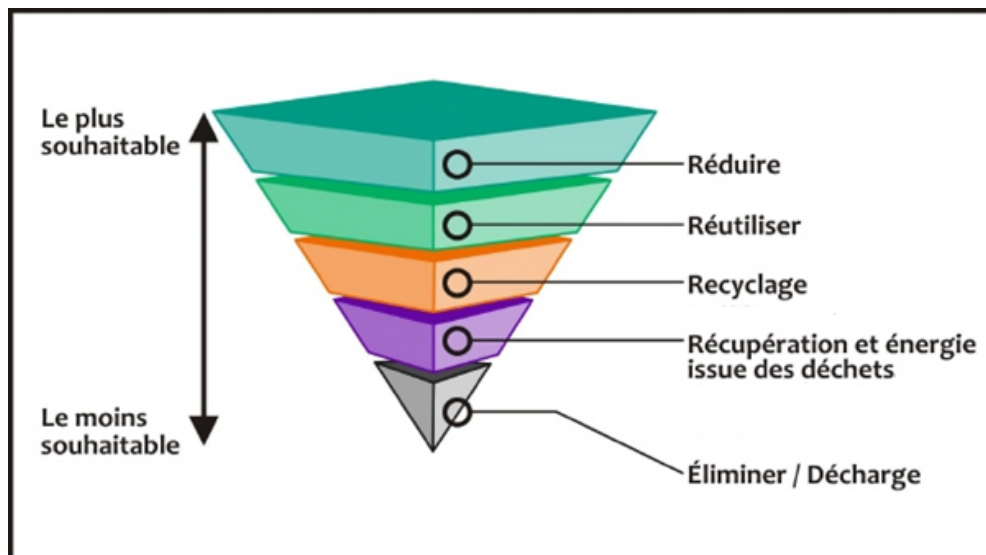 Le plus
souhaitable
Réduire
Réutiliser
Recyclage
Récupération et énergie
issue des déchets
Le moins
souhaitable
Éliminer / Décharge